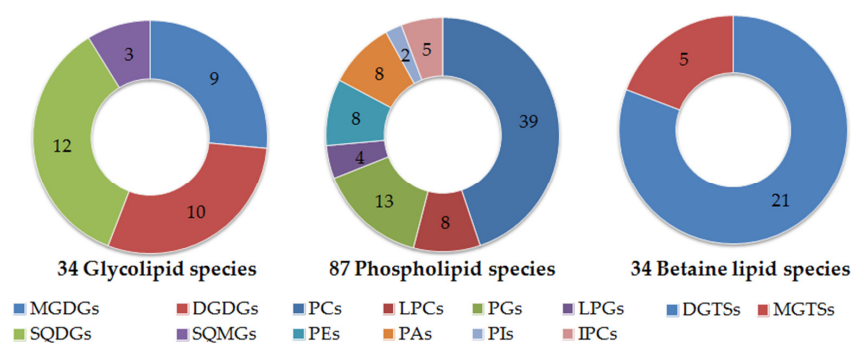 3
9
12
10
5
2
8
8
39
4
13
8
5
21
34 Glycolipid species
87 Phospholipid species
34 Betaine lipid species
MGDGs DGDGs PCs LPCs PGs LPGs DGTSs MGTSs
SQDGs SQMGs PEs PAs PIs IPCs